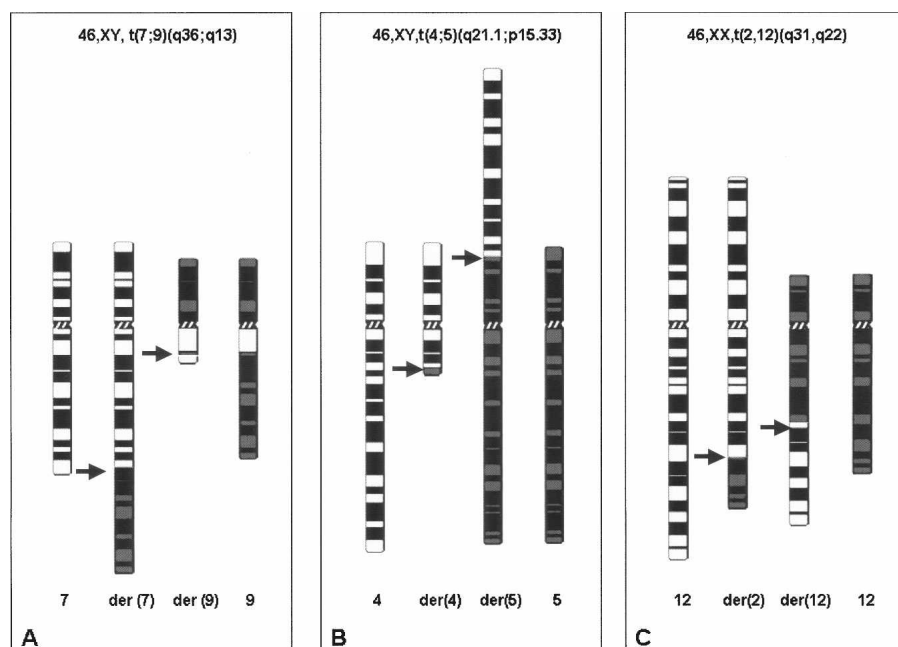 46,XY, t(7;9)(q36;q13)
7 der (7) der (9) 9
A
46,XY,t(4;5)(q21.1;p15.33)
4 der(4) der(5) 5
B
46,XX,t(2,12)(q31,q22)
12 der(2) der(12) 12
C